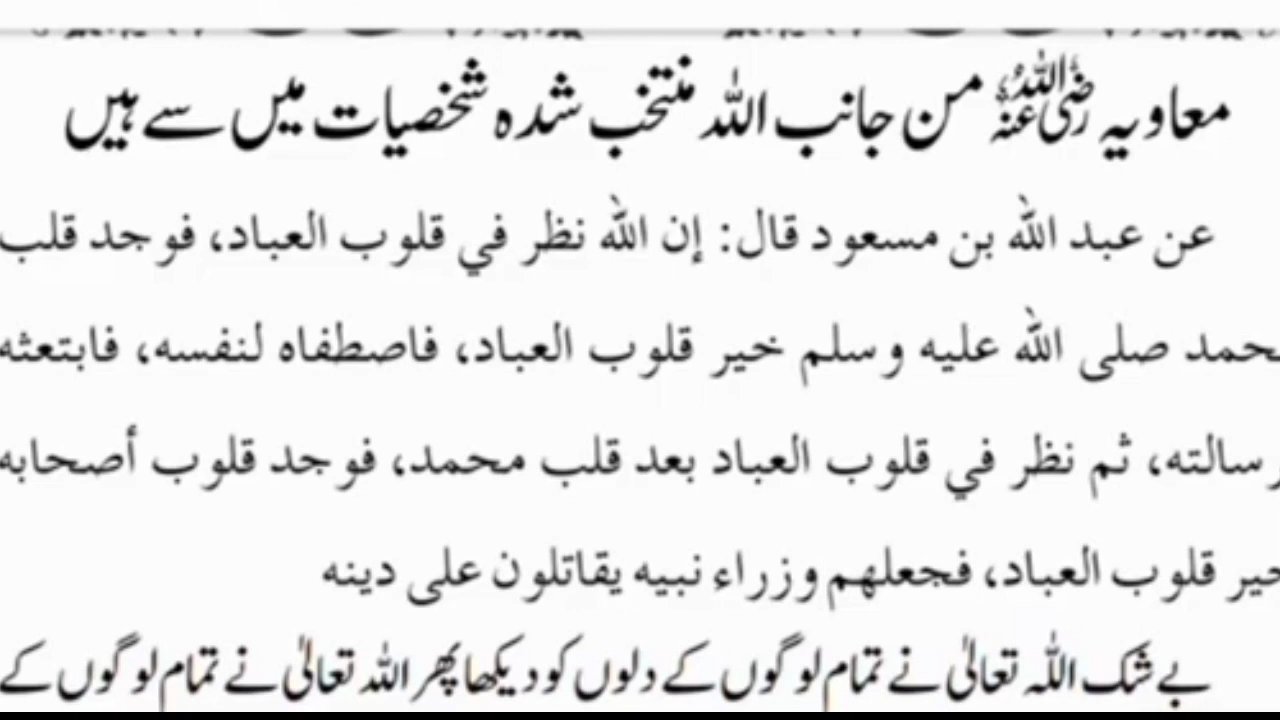 معاویہ رضی اللہ عنہ من جانب اللہ منتخب شدہ شخصیات میں سے ہیں
عن عبد الله بن مسعود قال: إن الله نظر في قلوب العباد، فوجد قلب
محمد صلى الله عليه وسلم خير قلوب العباد، فاصطفاه لنفسه، فابتعثه
رسالته، ثم نظر في قلوب العباد بعد قلب محمد، فوجد قلوب أصحابه
خير قلوب العباد، فجعلهم وزراء نبيه يقاتلون على دينه
بے شک اللہ تعالیٰ نے تمام لوگوں کے دلوں کو دیکھا پھر اللہ تعالیٰ نے تمام لوگوں کے